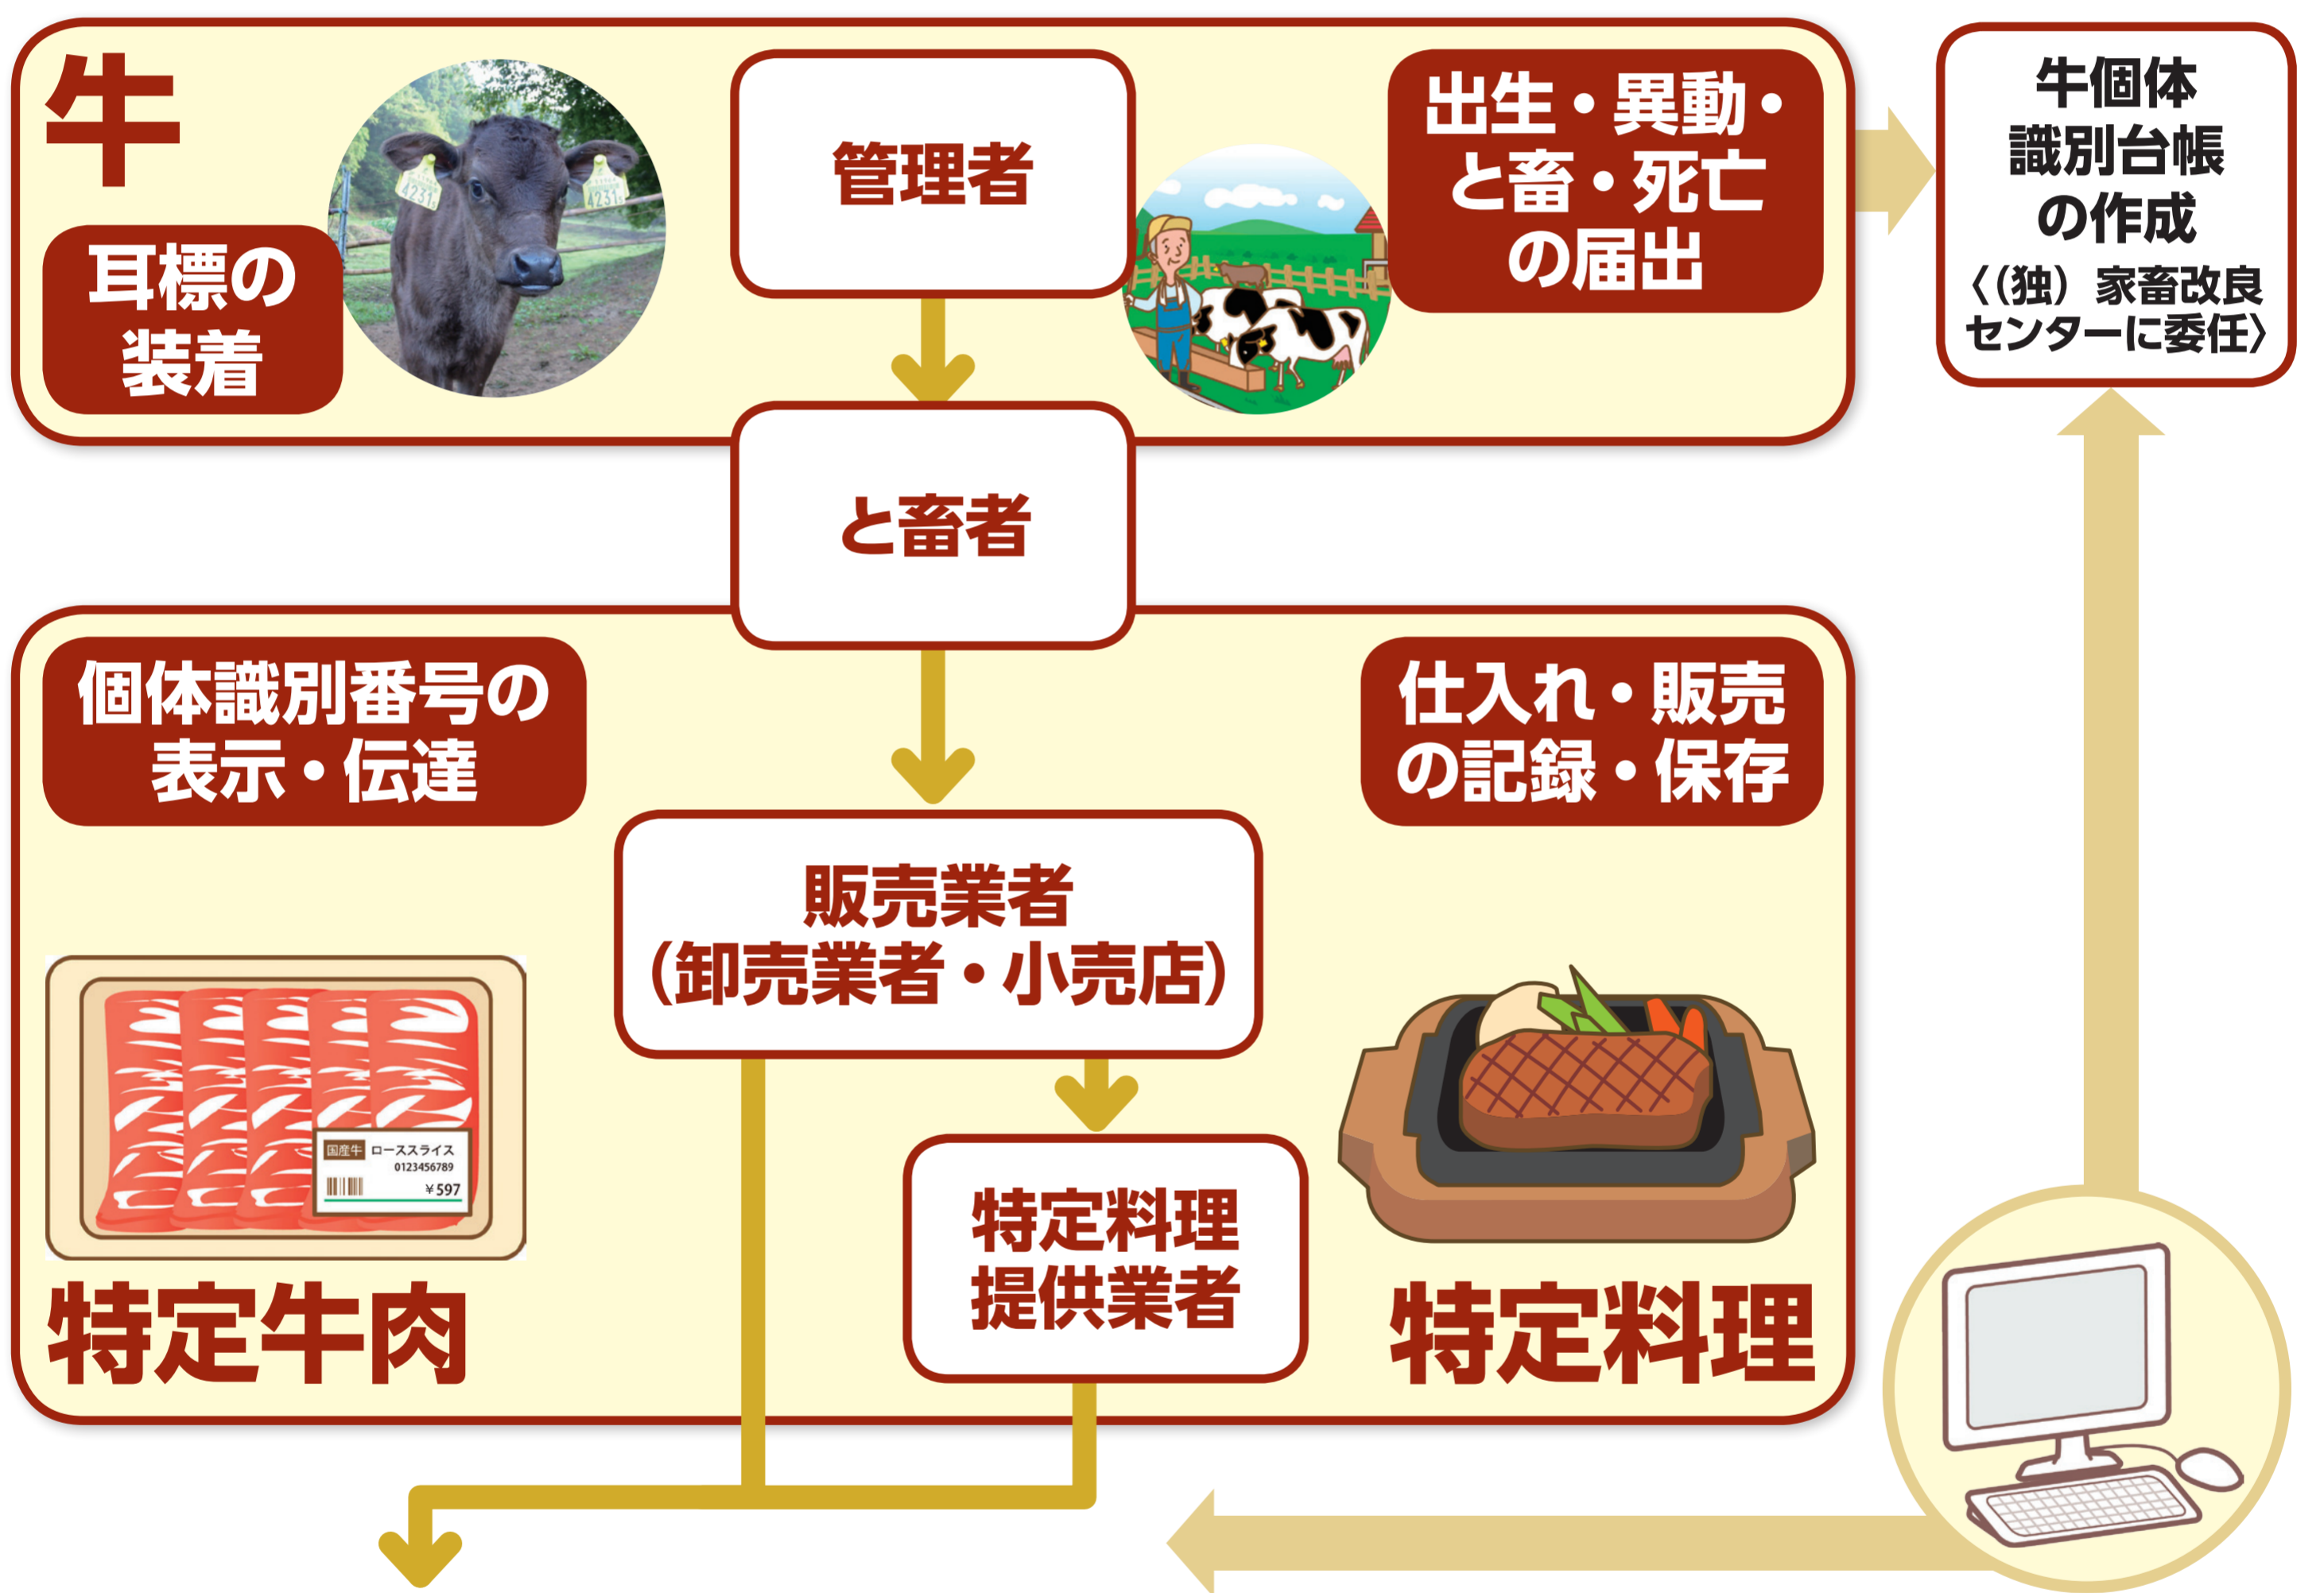 牛
耳標の
装着
4231
4231
管理者
出生・異動・
と畜・死亡
の届出
牛個体
識別台帳
の作成
〈(独) 家畜改良
センターに委任〉
と畜者
個体識別番号の
表示・伝達
仕入れ・販売
の記録・保存
販売業者
(卸売業者・小売店)
国産牛 ローススライス
0123456789
¥597
特定牛肉
特定料理
提供業者
特定料理